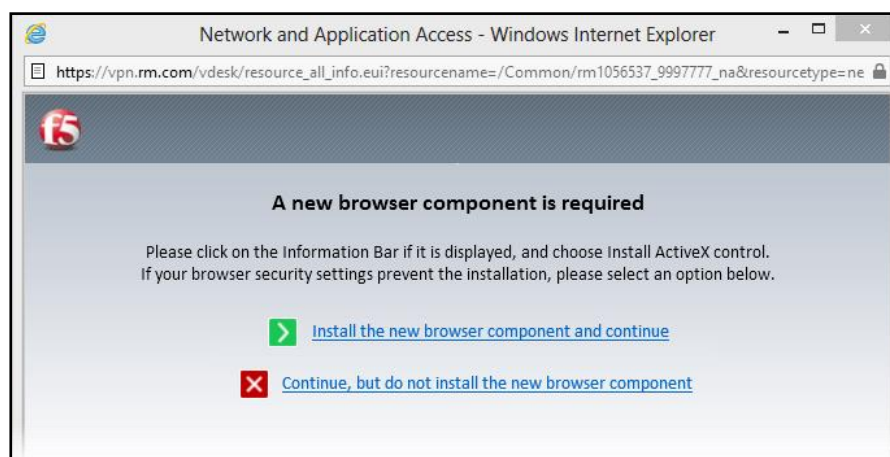 Network and Application Access - Windows Internet Explorer
https://vpn.rm.com/vdesk/resource_all_info.eui?resourcename=/Common/rm1056537_9997777_na&resourcetype=ne
f5
A new browser component is required
Please click on the Information Bar if it is displayed, and choose Install ActiveX control.
If your browser security settings prevent the installation, please select an option below.
Install the new browser component and continue
Continue, but do not install the new browser component